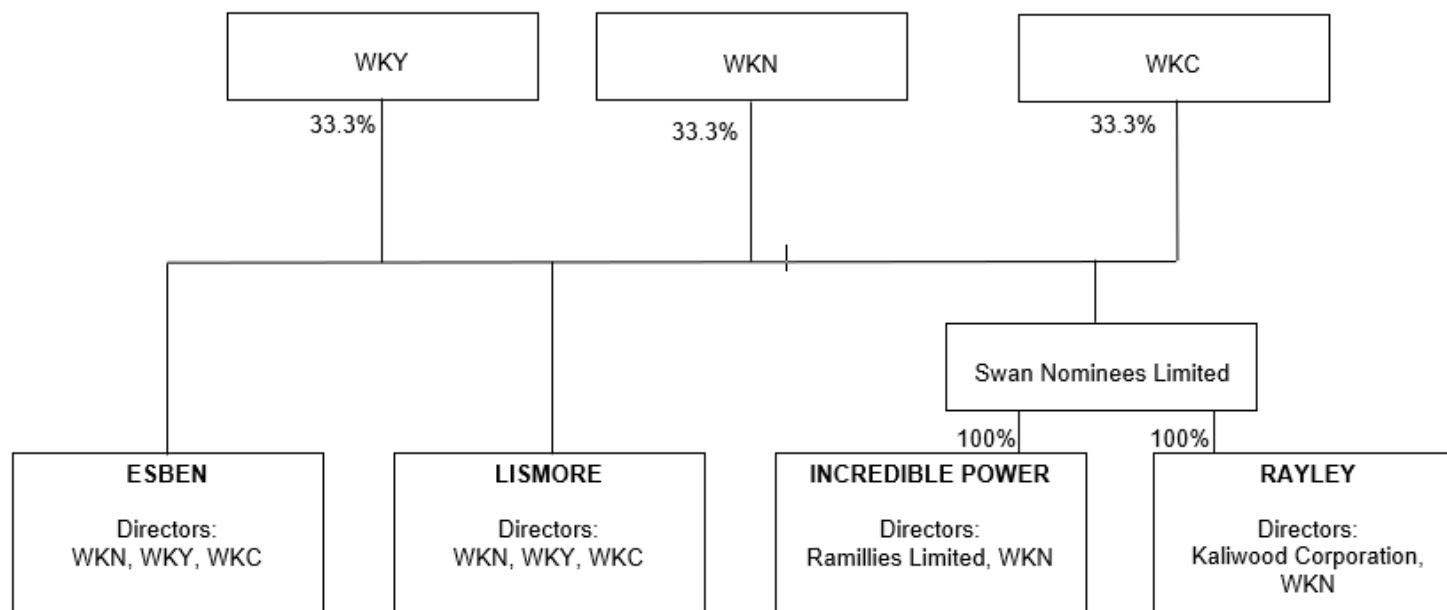 WKY
WKN
WKC
33.3%
33.3%
33.3%
Swan Nominees Limited
100%
100%
ESBEN
Directors:
WKN, WKY, WKC
LISMORE
Directors:
WKN, WKY, WKC
INCREDIBLE POWER
Directors:
Ramillies Limited, WKN
RAYLEY
Directors:
Kaliwood Corporation,
WKN